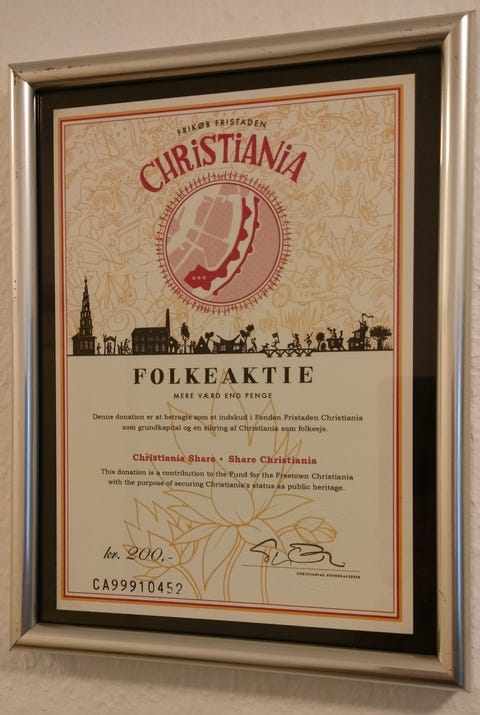 FRIKØB FRISTADEN
CHRiSTiANiA
FOLKEAKTIE
MERE VÆRD END PENGE
Denne donation er at betragte som et indskud i Fonden Fristaden Christiania
som grundkapital og en sikring af Christiania som folkeeje.
Christiania Share • Share Christiania
This donation is a contribution to the Fund for the Freetown Christiania
with the purpose of securing Christiania's status as public heritage.
kr. 200,-
CHRISTIANIAS HOVEDKASSERER
CA99910452